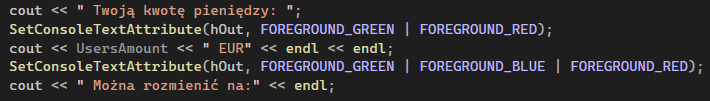 cout << " Twoją kwotę pieniędzy: ";
SetConsoleTextAttribute(hOut, FOREGROUND_GREEN | FOREGROUND_RED);
cout << UsersAmount << " EUR" << endl << endl;
SetConsoleTextAttribute(hOut, FOREGROUND_GREEN | FOREGROUND_BLUE | FOREGROUND_RED);
cout << " Można rozmienić na:" << endl;